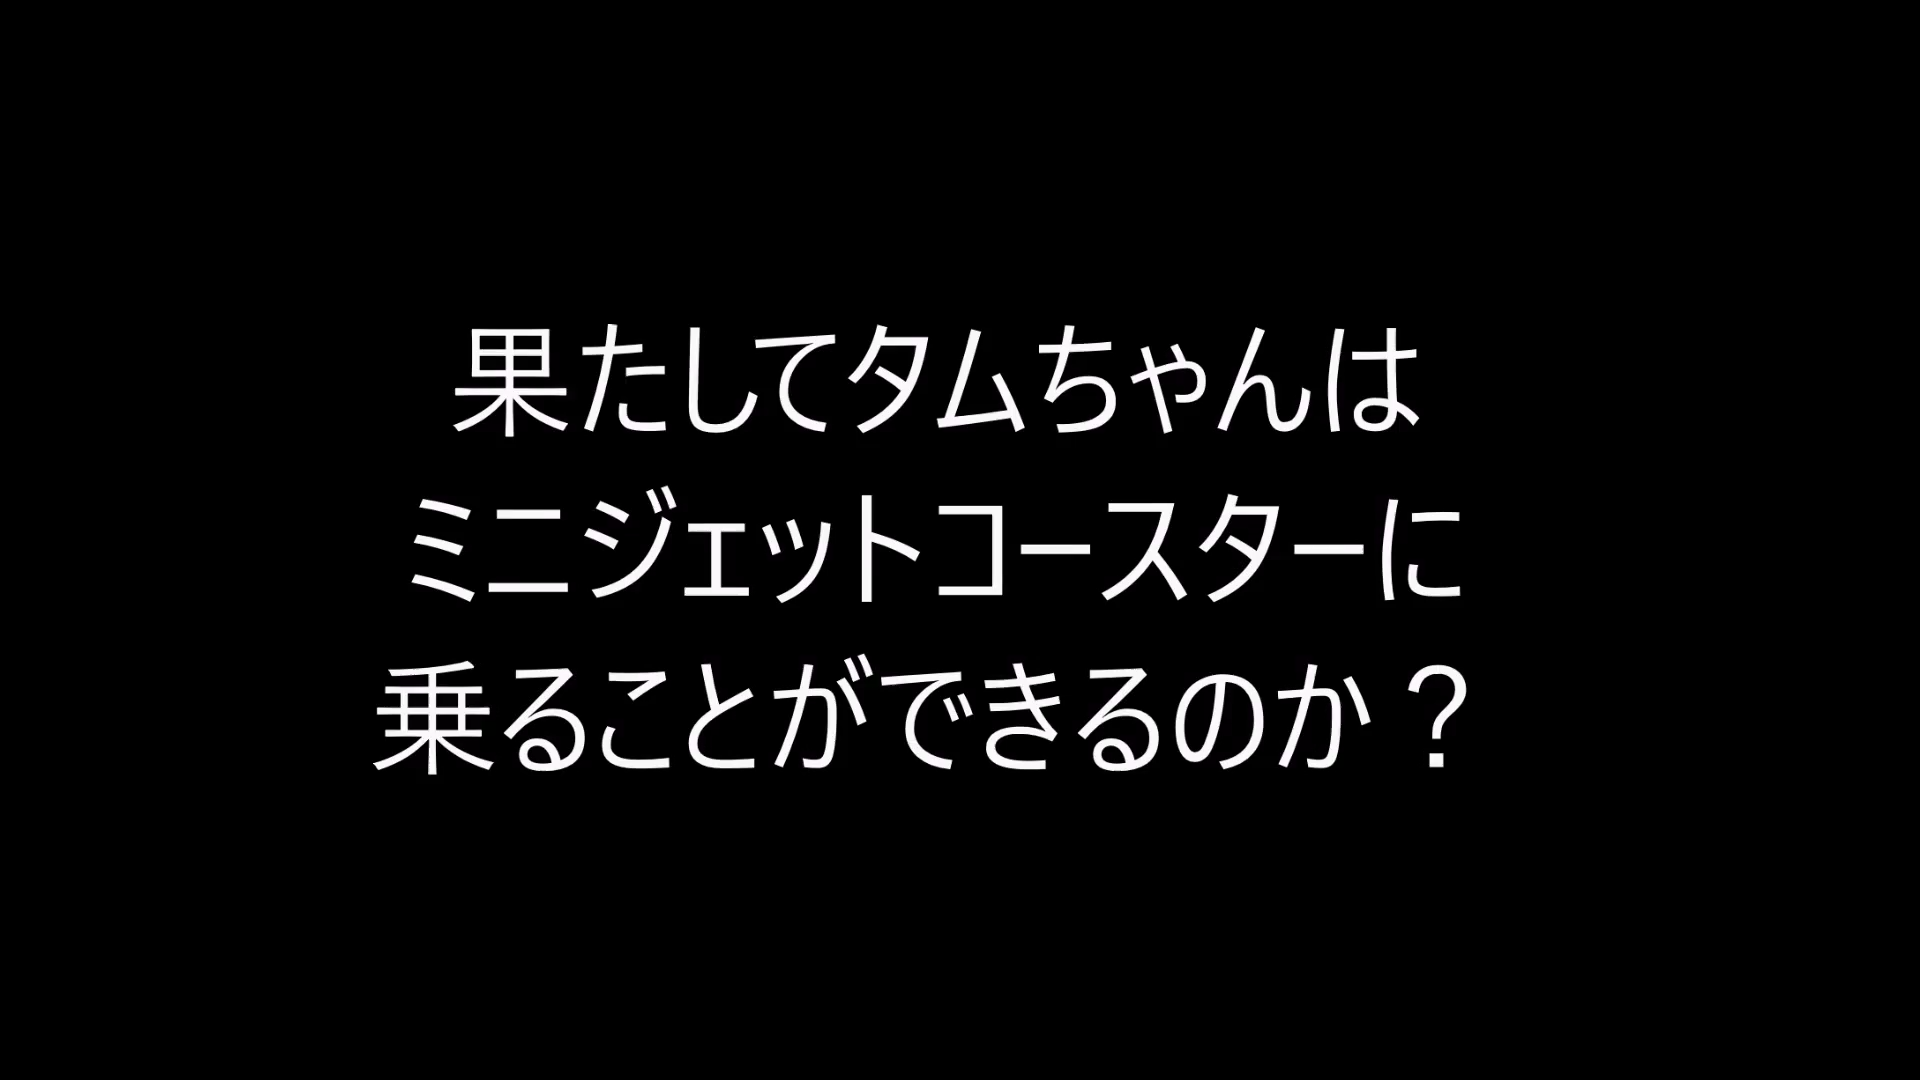 果たしてタムちゃんは
ミニジェットコースターに
乗ることができるのか？